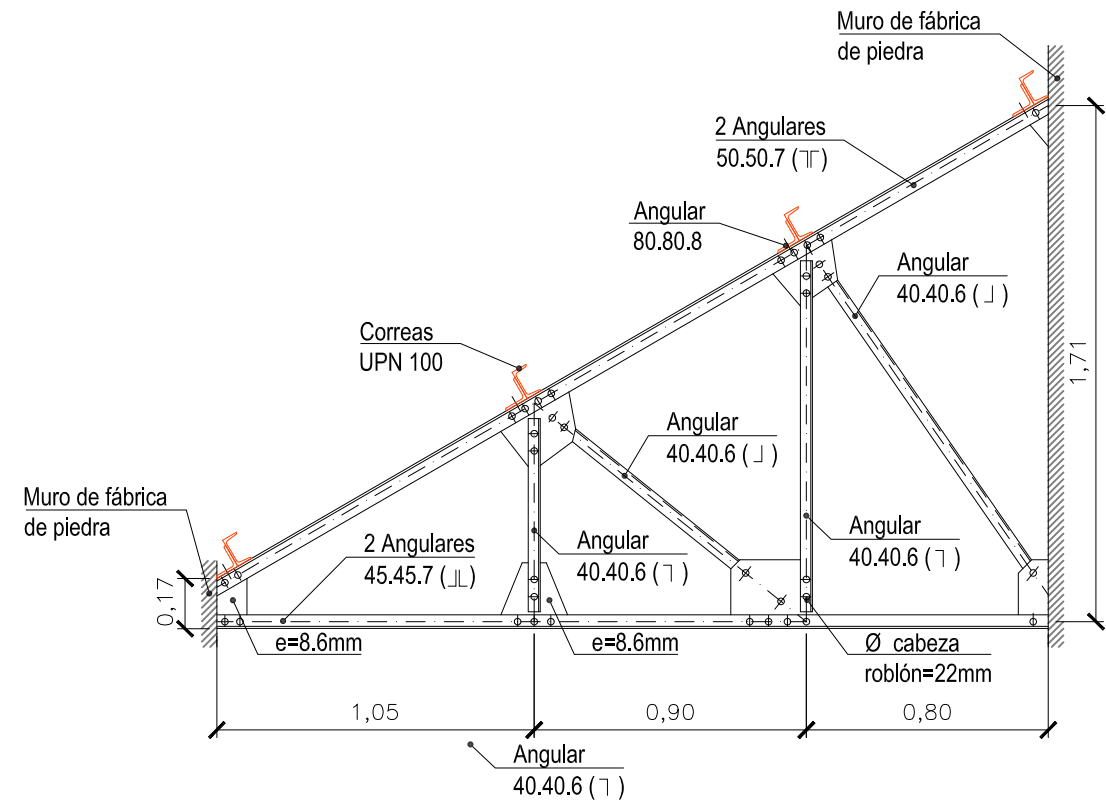 Muro de fábrica
de piedra
2 Angulares
50.50.7 (╥)
Angular
80.80.8
Angular
40.40.6 (┘)
Correas
UPN 100
1,71
Angular
40.40.6 (┘)
Muro de fábrica
de piedra
2 Angulares
45.45.7 (╨)
Angular
40.40.6 (┐)
Angular
40.40.6 (┐)
0,17
e=8.6mm
e=8.6mm
Ø cabeza
roblón=22mm
1,05
0,90
0,80
Angular
40.40.6 (┐)